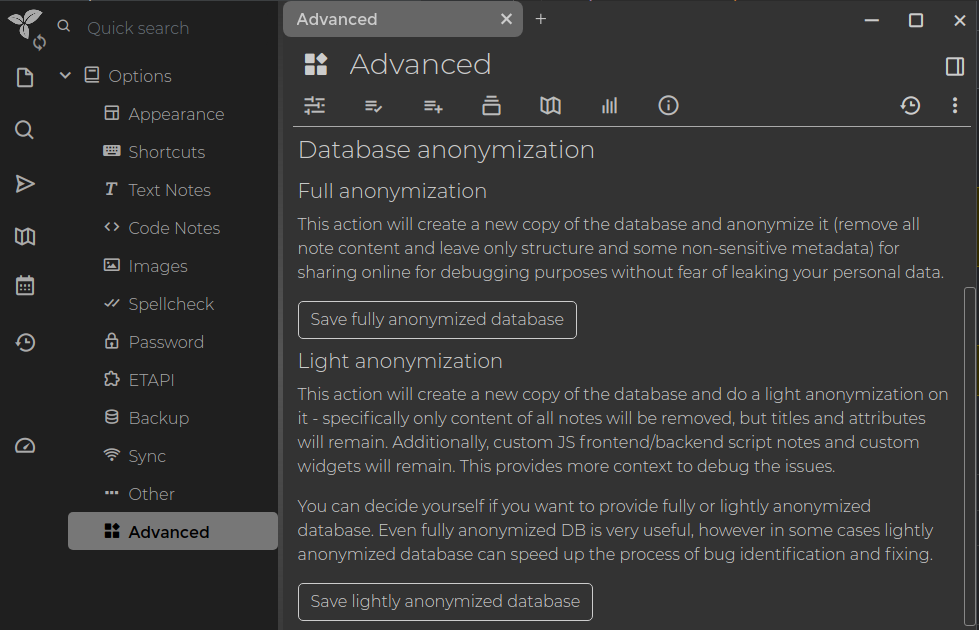 Quick search
Options
Appearance
Shortcuts
Text Notes
Code Notes
Images
Spellcheck
Password
ETAPI
Backup
Sync
Other
Advanced
Advanced
Advanced
Database anonymization
Full anonymization
This action will create a new copy of the database and anonymize it (remove all
note content and leave only structure and some non-sensitive metadata) for
sharing online for debugging purposes without fear of leaking your personal data.
Save fully anonymized database
Light anonymization
This action will create a new copy of the database and do a light anonymization on
it - specifically only content of all notes will be removed, but titles and attributes
will remain. Additionally, custom JS frontend/backend script notes and custom
widgets will remain. This provides more context to debug the issues.
You can decide yourself if you want to provide fully or lightly anonymized
database. Even fully anonymized DB is very useful, however in some cases lightly
anonymized database can speed up the process of bug identification and fixing.
Save lightly anonymized database